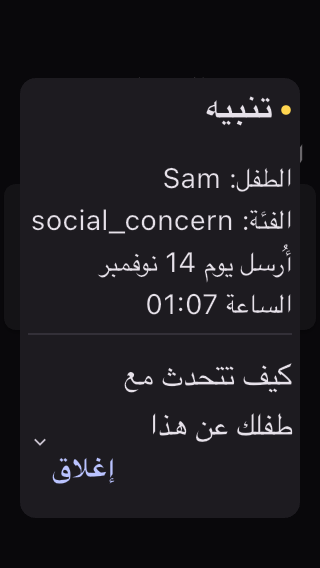 تنبيه
الطفل: Sam
الفئة: social_concern
أُرسل يوم 14 نوفمبر
الساعة 01:07
كيف تتحدث مع
طفلك عن هذا
إغلاق